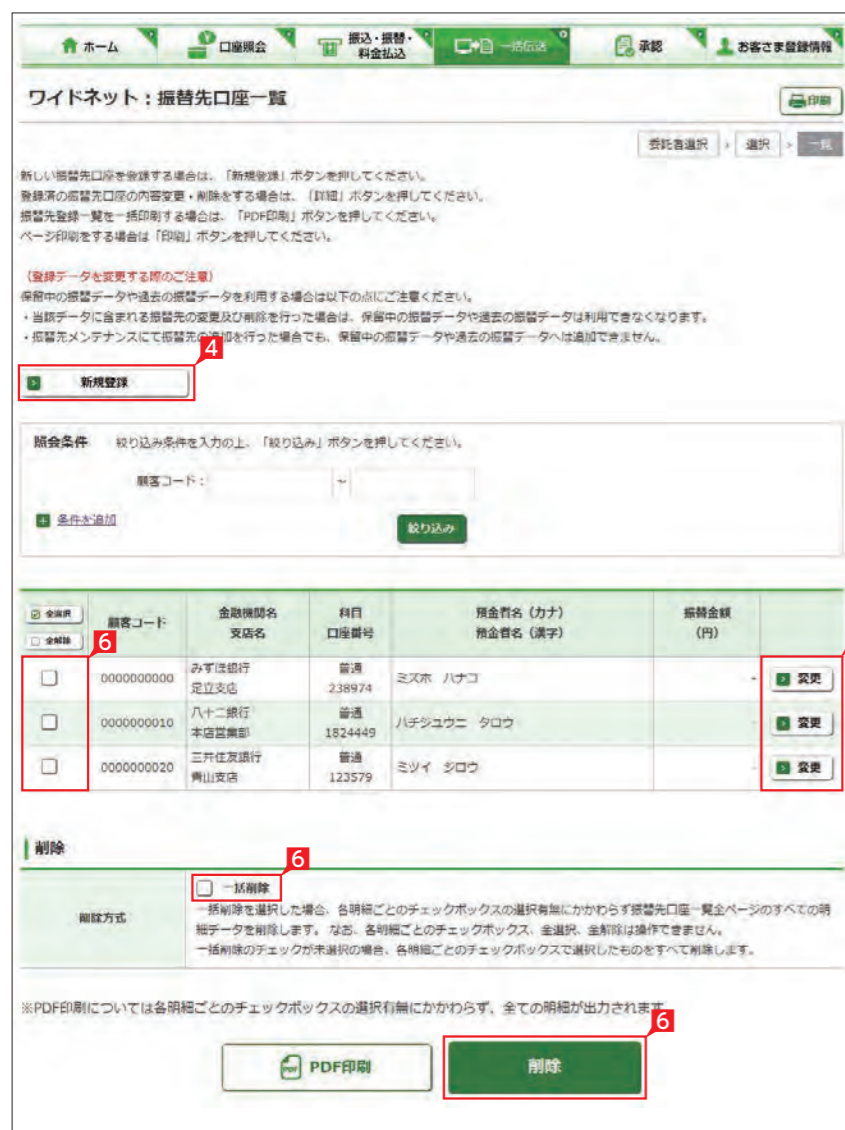 ホーム
口座照会
振込・振替・
料金払込
一括伝送
承認
お客さま登録情報
ワイドネット：振替先口座一覧
印刷
委託者選択 › 選択 › 一覧
新しい振替先口座を登録する場合は、「新規登録」ボタンを押してください。
登録済の振替先口座の内容変更・削除をする場合は、「詳細」ボタンを押してください。
振替先登録一覧を一括印刷する場合は、「PDF印刷」ボタンを押してください。
ページ印刷をする場合は「印刷」ボタンを押してください。
（登録データを変更する際のご注意）
保留中の振替データや過去の振替データを利用する場合は以下の点にご注意ください。
・当該データに含まれる振替先の変更及び削除を行った場合は、保留中の振替データや過去の振替データは利用できなくなります。
・振替先メンテナンスにて振替先の追加を行った場合でも、保留中の振替データや過去の振替データへは追加できません。
4
新規登録
照会条件 絞り込み条件を入力の上、「絞り込み」ボタンを押してください。
顧客コード： ～
条件を追加
絞り込み
全選択
全解除
顧客コード
金融機関名
支店名
科目
口座番号
預金者名（カナ）
預金者名（漢字）
振替金額
（円）
6
0000000000 みずほ銀行 普通 ミズホ ハナコ - 変更
足立支店 238974
0000000010 八十二銀行 普通 ハチジュウニ タロウ - 変更
本店営業部 1824449
0000000020 三井住友銀行 普通 ミツイ シロウ - 変更
青山支店 123579
削除
6
削除方式
一括削除
一括削除を選択した場合、各明細ごとのチェックボックスの選択有無にかかわらず振替先口座一覧全ページのすべての明
細データを削除します。 なお、各明細ごとのチェックボックス、全選択、全解除は操作できません。
一括削除のチェックが未選択の場合、各明細ごとのチェックボックスで選択したものをすべて削除します。
※PDF印刷については各明細ごとのチェックボックスの選択有無にかかわらず、全ての明細が出力されます。
6
PDF印刷
削除